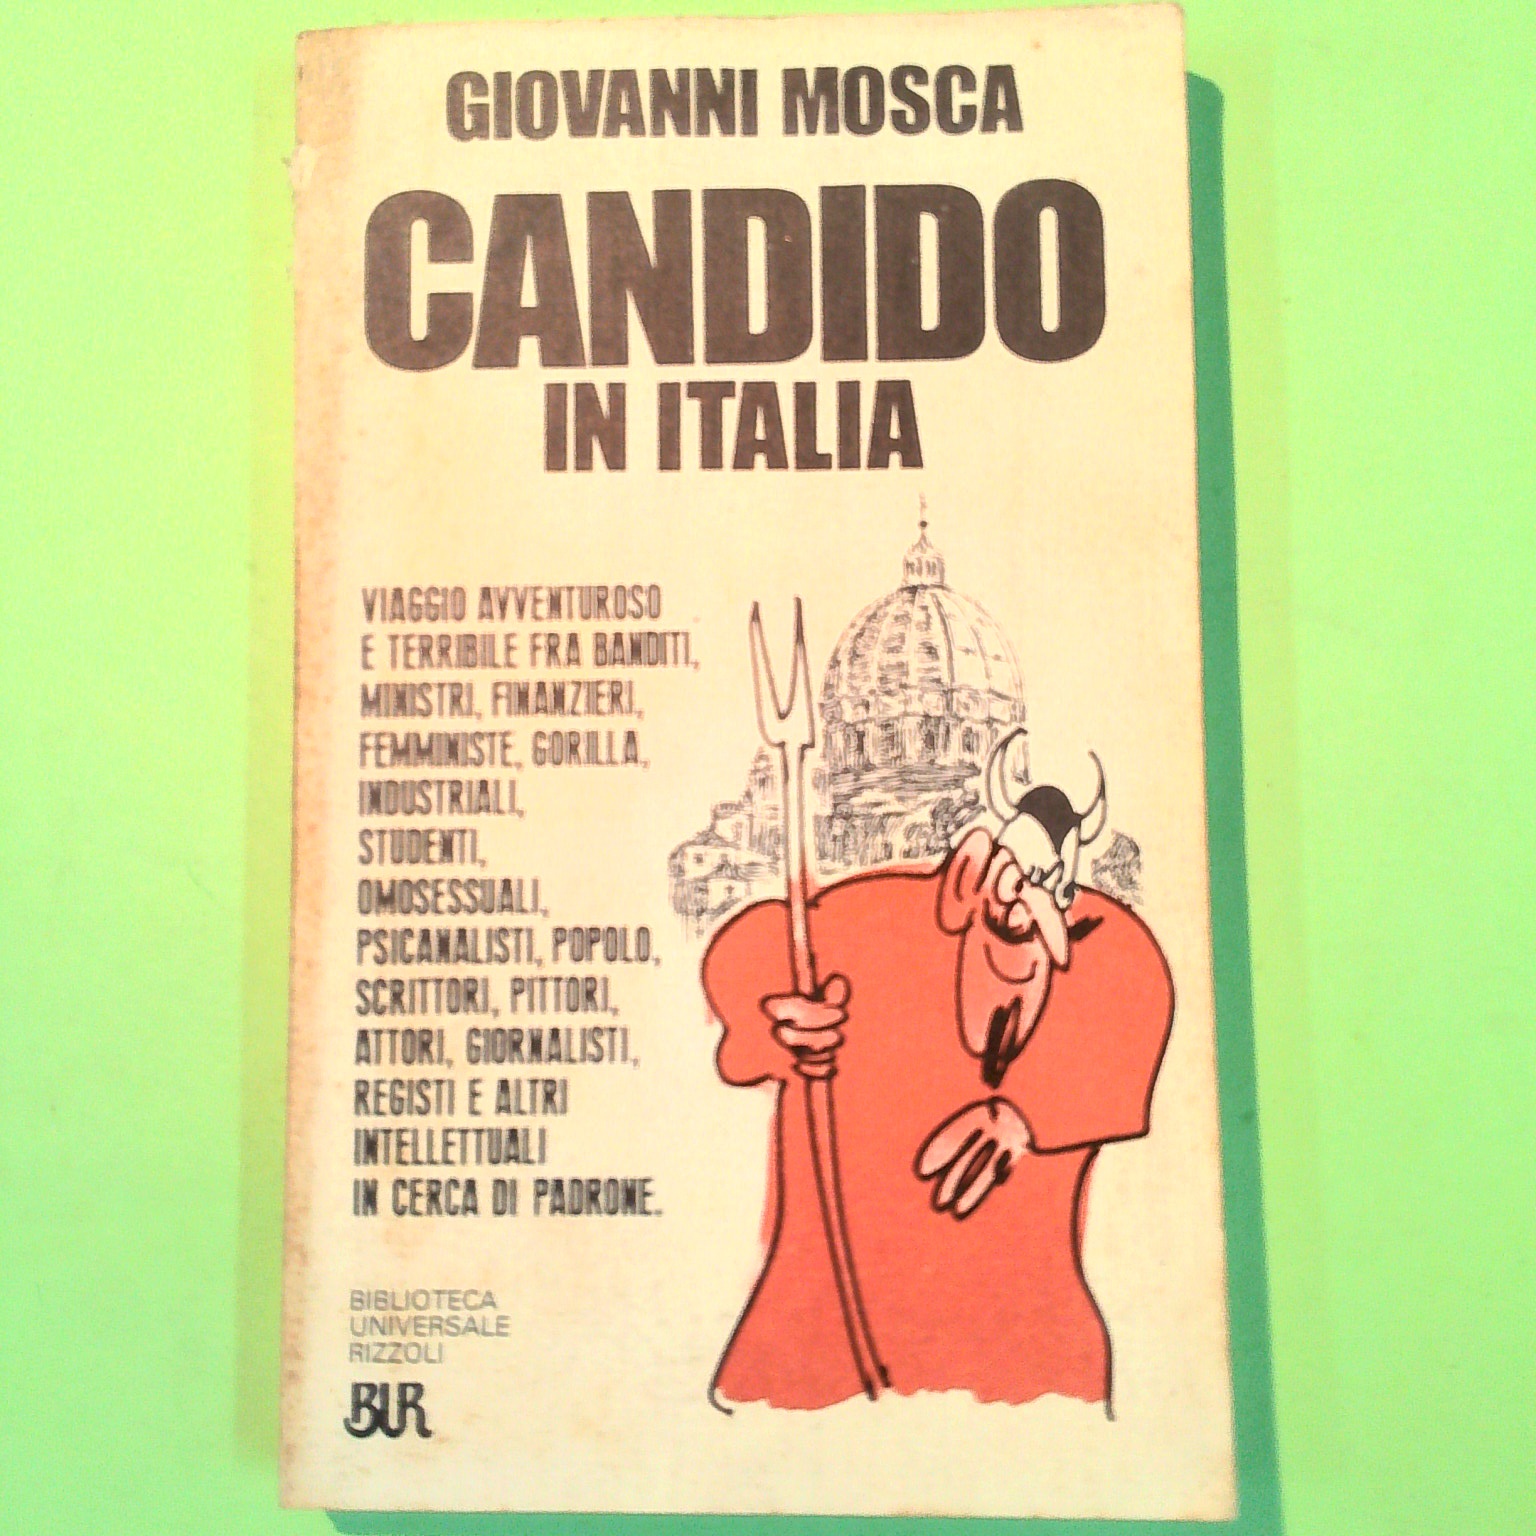 GIOVANNI MOSCA
CANDIDO
IN ITALIA
VIAGGIO AVVENTUROSO
E TERRIBILE FRA BANDITI,
MINISTRI, FINANZIERI,
FEMMINISTE, GORILLA,
INDUSTRIALI,
STUDENTI,
OMOSESSUALI,
PSICANALISTI, POPOLO,
SCRITTORI, PITTORI,
ATTORI, GIORNALISTI,
REGISTI E ALTRI
INTELLETTUALI
IN CERCA DI PADRONE.
BIBLIOTECA
UNIVERSALE
RIZZOLI
BUR